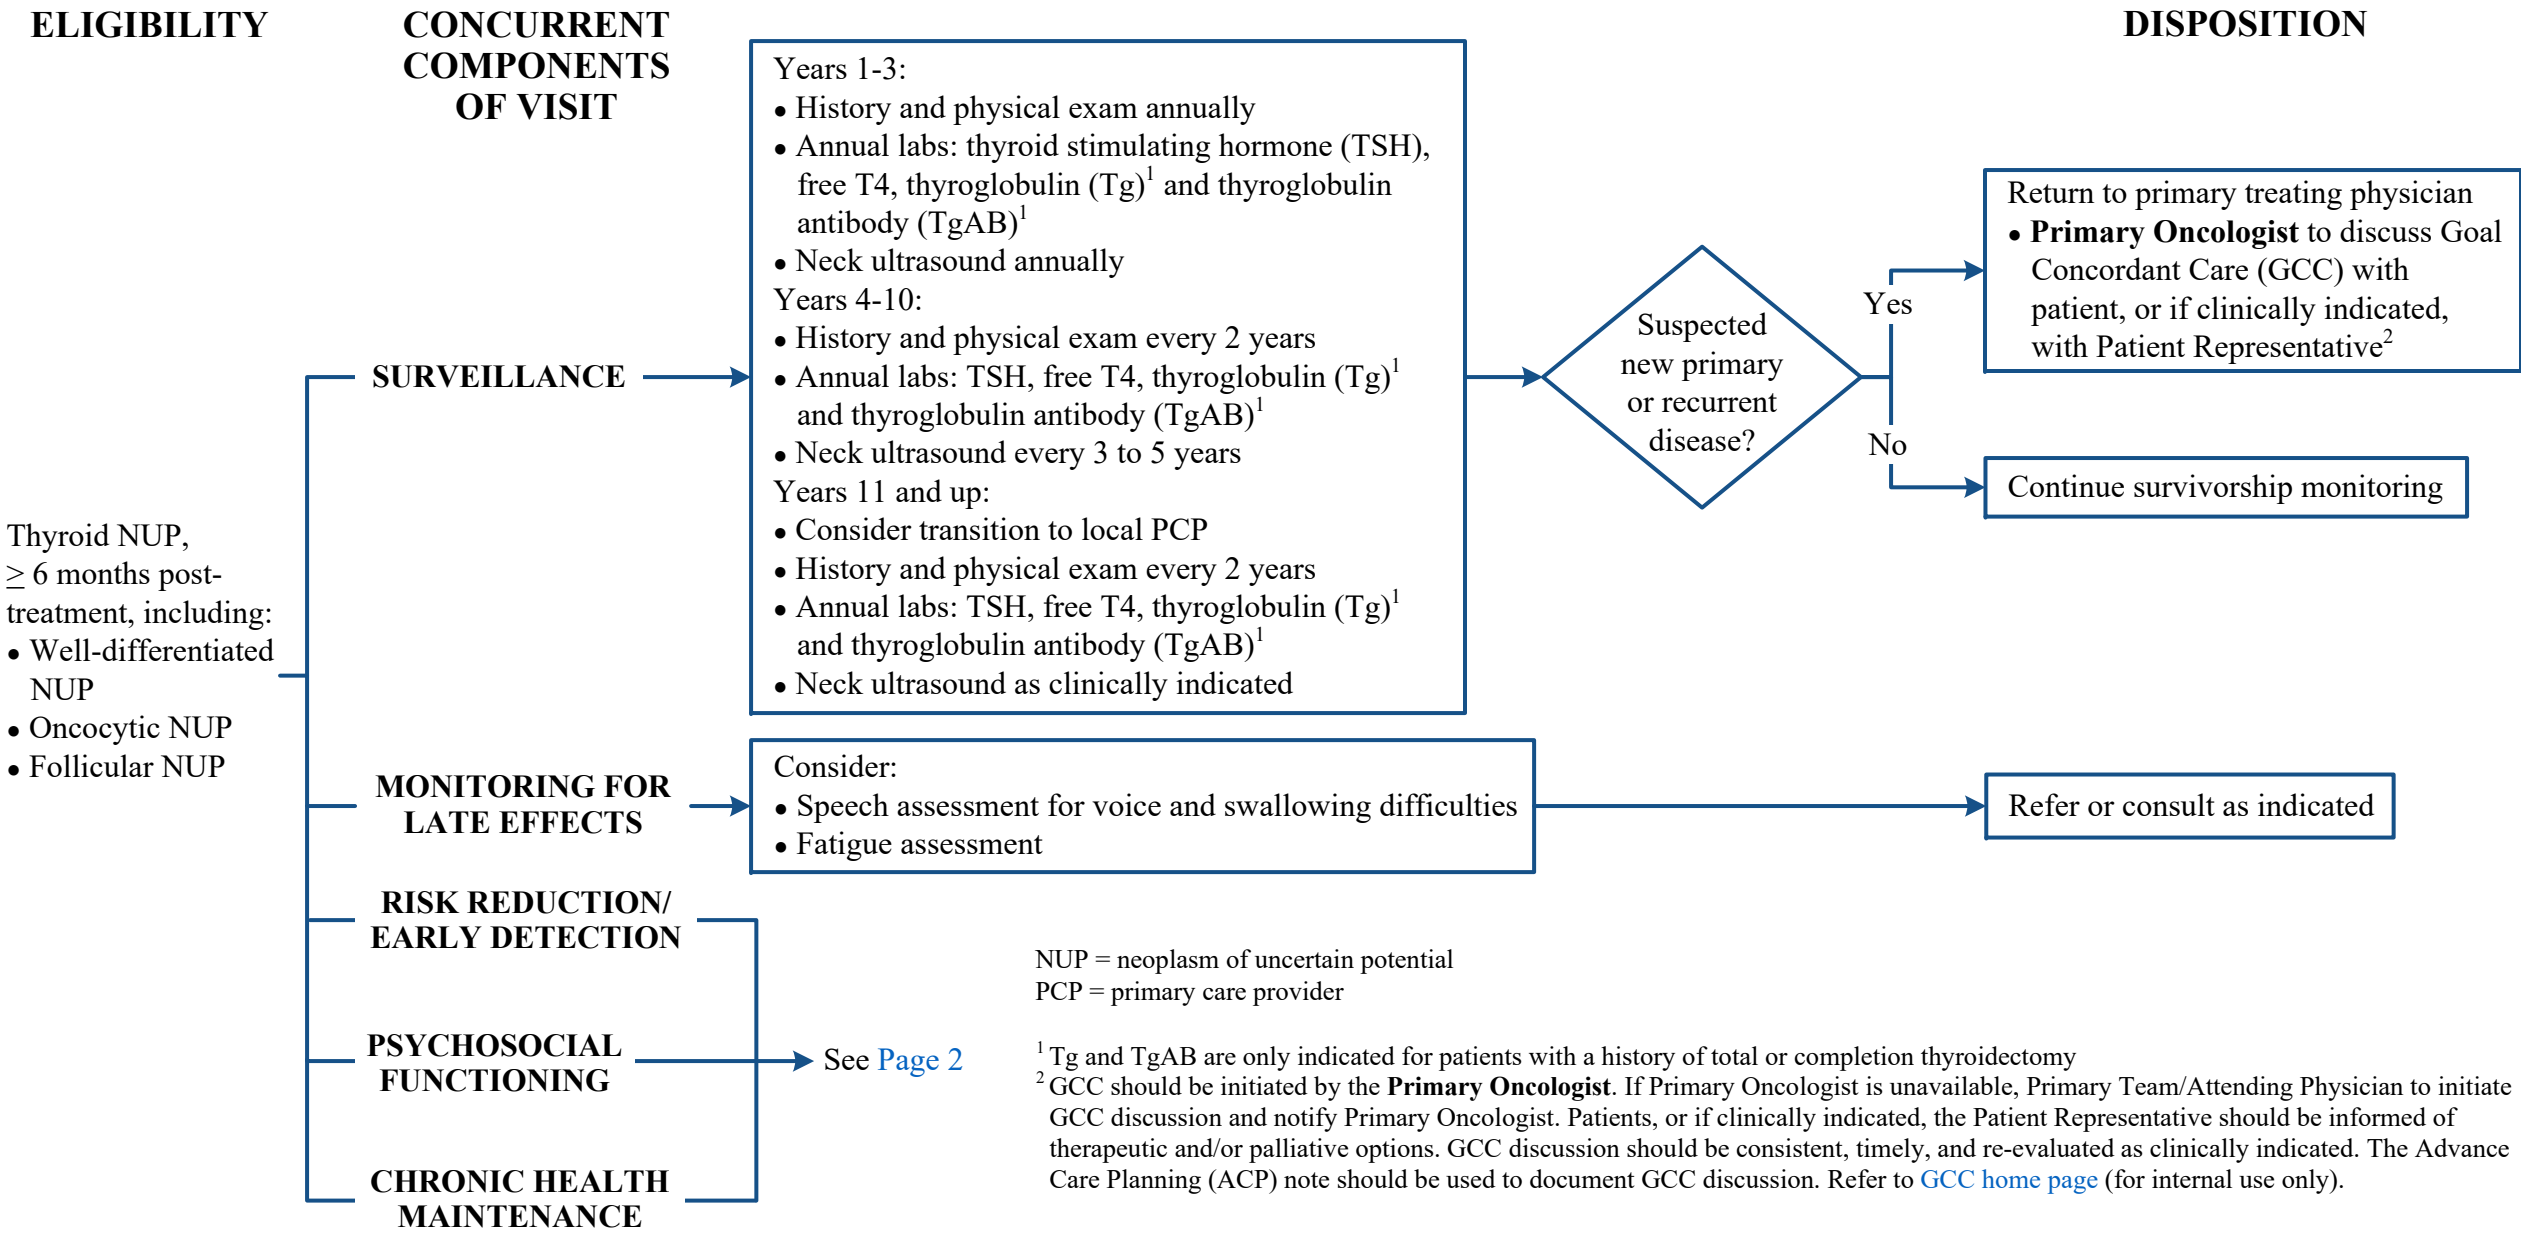 ELIGIBILITY
CONCURRENT
COMPONENTS
OF VISIT
DISPOSITION
Thyroid NUP,
≥ 6 months post-
treatment, including:
● Well-differentiated
NUP
● Oncocytic NUP
● Follicular NUP
SURVEILLANCE
Years 1-3:
● History and physical exam annually
● Annual labs: thyroid stimulating hormone (TSH),
free T4, thyroglobulin (Tg)¹ and thyroglobulin
antibody (TgAB)¹
● Neck ultrasound annually
Years 4-10:
● History and physical exam every 2 years
● Annual labs: TSH, free T4, thyroglobulin (Tg)¹
and thyroglobulin antibody (TgAB)¹
● Neck ultrasound every 3 to 5 years
Years 11 and up:
● Consider transition to local PCP
● History and physical exam every 2 years
● Annual labs: TSH, free T4, thyroglobulin (Tg)¹
and thyroglobulin antibody (TgAB)¹
● Neck ultrasound as clinically indicated
Suspected
new primary
or recurrent
disease?
Yes
Return to primary treating physician
● Primary Oncologist to discuss Goal
Concordant Care (GCC) with
patient, or if clinically indicated,
with Patient Representative²
No
Continue survivorship monitoring
MONITORING FOR
LATE EFFECTS
Consider:
● Speech assessment for voice and swallowing difficulties
● Fatigue assessment
Refer or consult as indicated
RISK REDUCTION/
EARLY DETECTION
PSYCHOSOCIAL
FUNCTIONING
CHRONIC HEALTH
MAINTENANCE
See Page 2
NUP = neoplasm of uncertain potential
PCP = primary care provider
¹ Tg and TgAB are only indicated for patients with a history of total or completion thyroidectomy
² GCC should be initiated by the Primary Oncologist. If Primary Oncologist is unavailable, Primary Team/Attending Physician to initiate
GCC discussion and notify Primary Oncologist. Patients, or if clinically indicated, the Patient Representative should be informed of
therapeutic and/or palliative options. GCC discussion should be consistent, timely, and re-evaluated as clinically indicated. The Advance
Care Planning (ACP) note should be used to document GCC discussion. Refer to GCC home page (for internal use only).